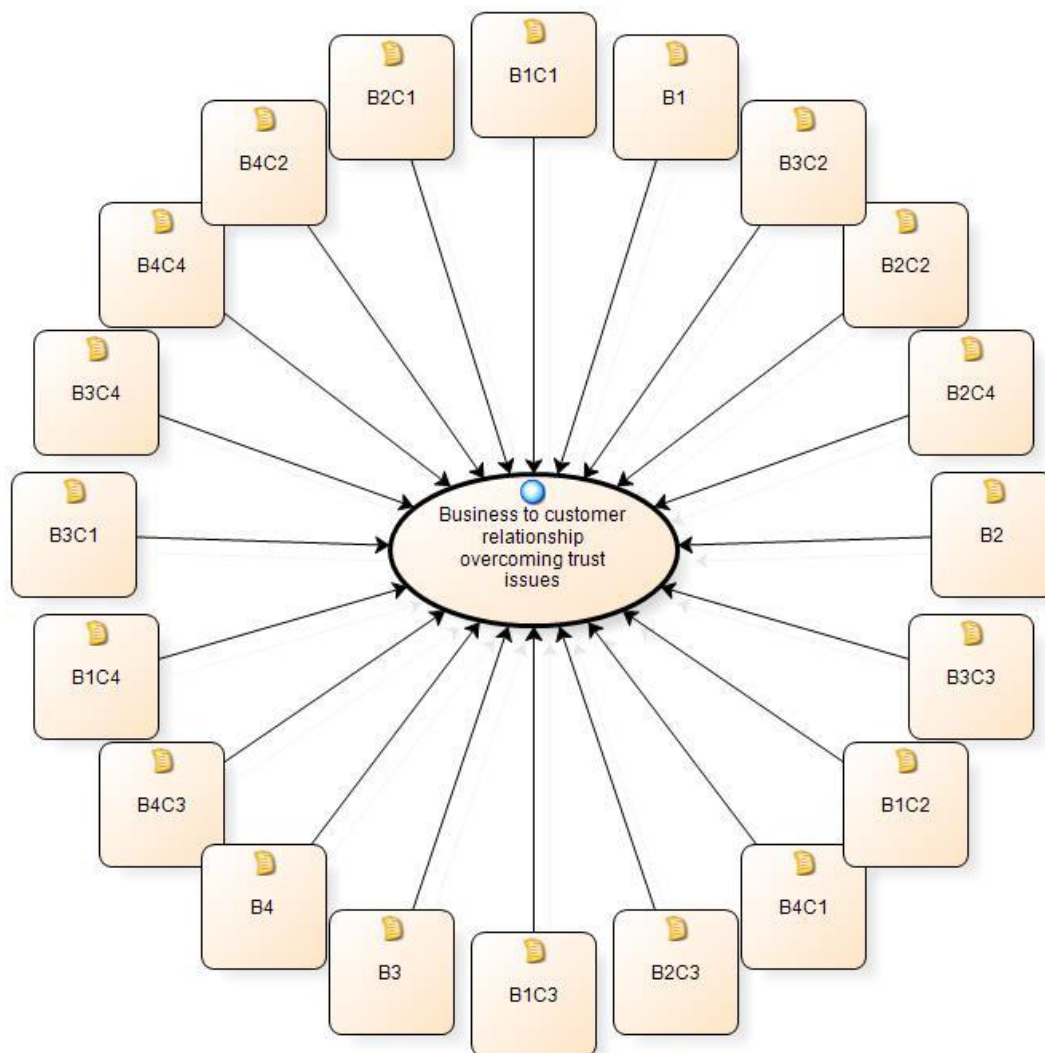 B1C1
B1
B2C1
B3C2
B4C2
B2C2
B4C4
B2C4
B3C4
Business to customer
relationship
overcoming trust
issues
B3C1
B2
B1C4
B3C3
B4C3
B1C2
B4
B4C1
B3
B2C3
B1C3